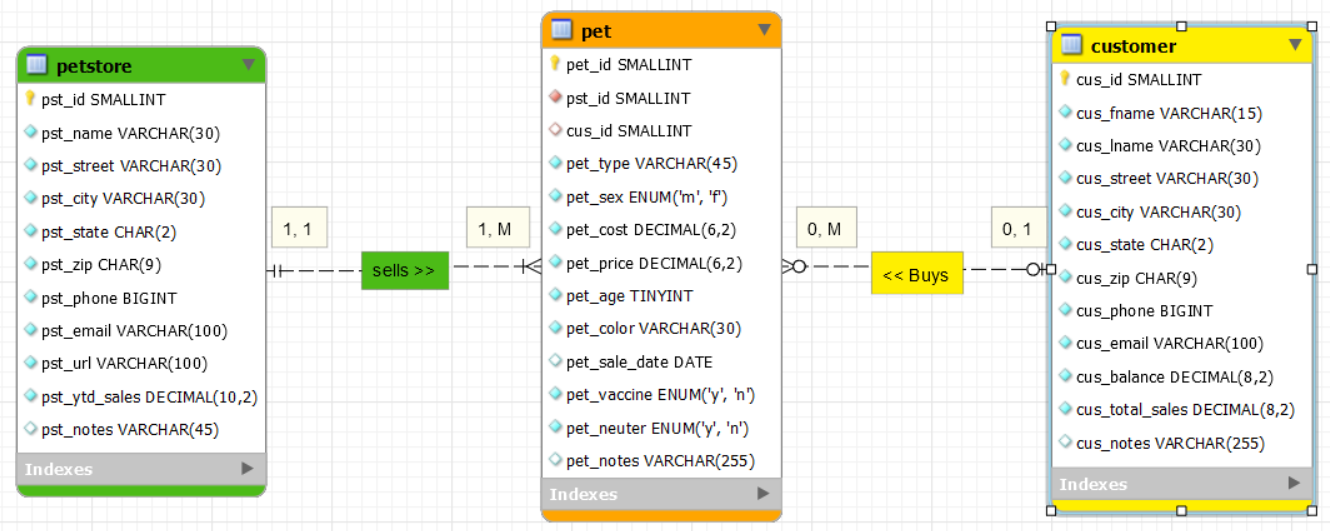 petstore
pst_id SMALLINT
pst_name VARCHAR(30)
pst_street VARCHAR(30)
pst_city VARCHAR(30)
pst_state CHAR(2)
pst_zip CHAR(9)
pst_phone BIGINT
pst_email VARCHAR(100)
pst_url VARCHAR(100)
pst_ytd_sales DECIMAL(10,2)
pst_notes VARCHAR(45)
Indexes
1, 1
sells >>
1, M
pet
pet_id SMALLINT
pst_id SMALLINT
cus_id SMALLINT
pet_type VARCHAR(45)
pet_sex ENUM('m', 'f')
pet_cost DECIMAL(6,2)
pet_price DECIMAL(6,2)
pet_age TINYINT
pet_color VARCHAR(30)
pet_sale_date DATE
pet_vaccine ENUM('y', 'n')
pet_neuter ENUM('y', 'n')
pet_notes VARCHAR(255)
Indexes
0, M
<< Buys
0, 1
customer
cus_id SMALLINT
cus_fname VARCHAR(15)
cus_lname VARCHAR(30)
cus_street VARCHAR(30)
cus_city VARCHAR(30)
cus_state CHAR(2)
cus_zip CHAR(9)
cus_phone BIGINT
cus_email VARCHAR(100)
cus_balance DECIMAL(8,2)
cus_total_sales DECIMAL(8,2)
cus_notes VARCHAR(255)
Indexes